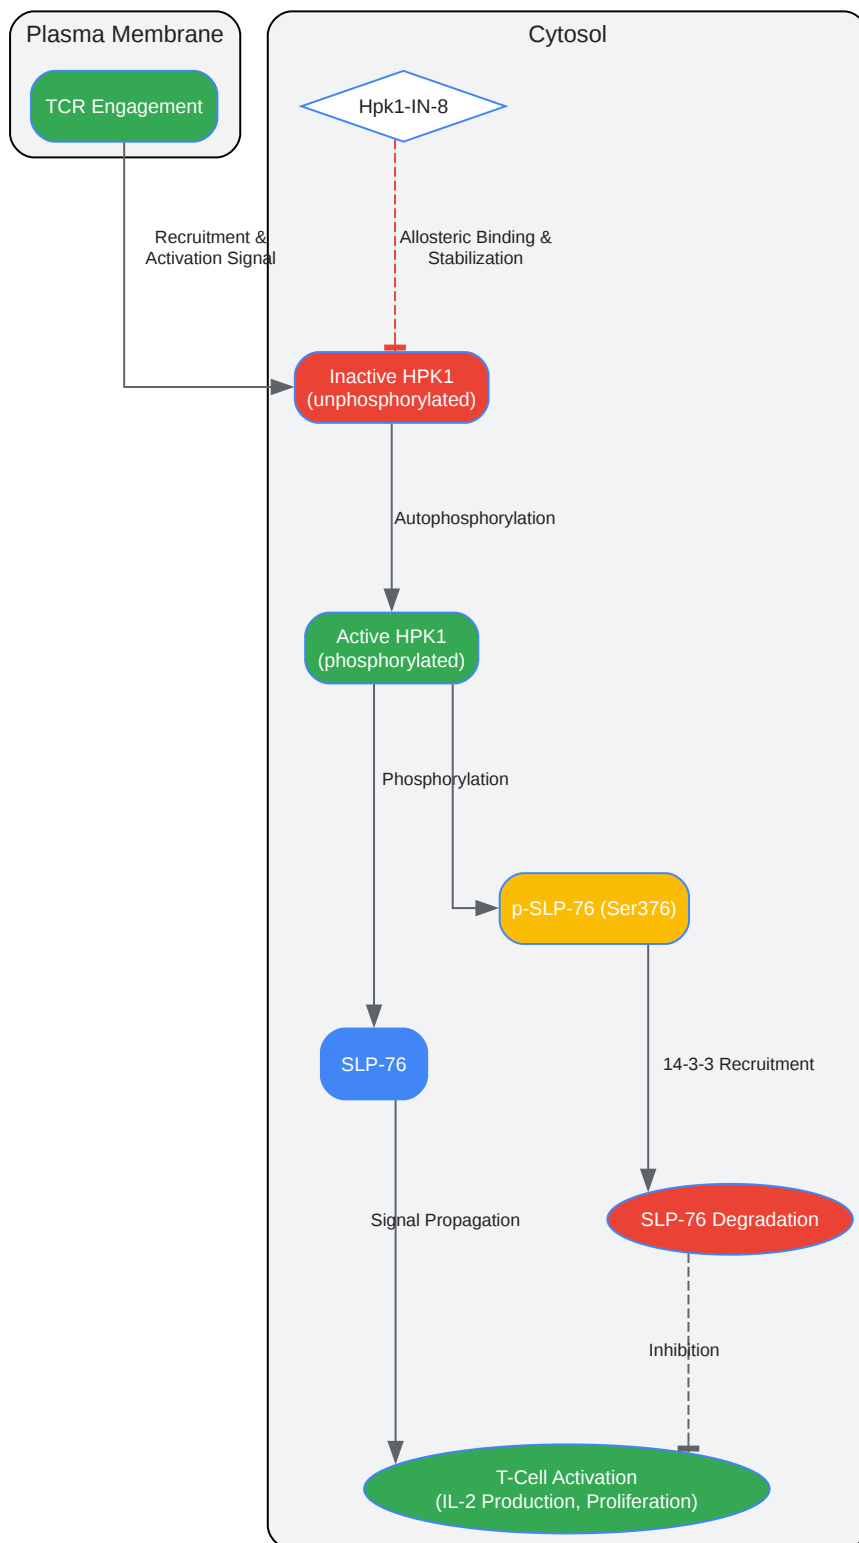 Plasma Membrane
Cytosol
TCR Engagement
Hpk1-IN-8
Recruitment &
Activation Signal
Allosteric Binding &
Stabilization
Inactive HPK1
(unphosphorylated)
Autophosphorylation
Active HPK1
(phosphorylated)
Phosphorylation
p-SLP-76 (Ser376)
SLP-76
14-3-3 Recruitment
Signal Propagation
SLP-76 Degradation
Inhibition
T-Cell Activation
(IL-2 Production, Proliferation)